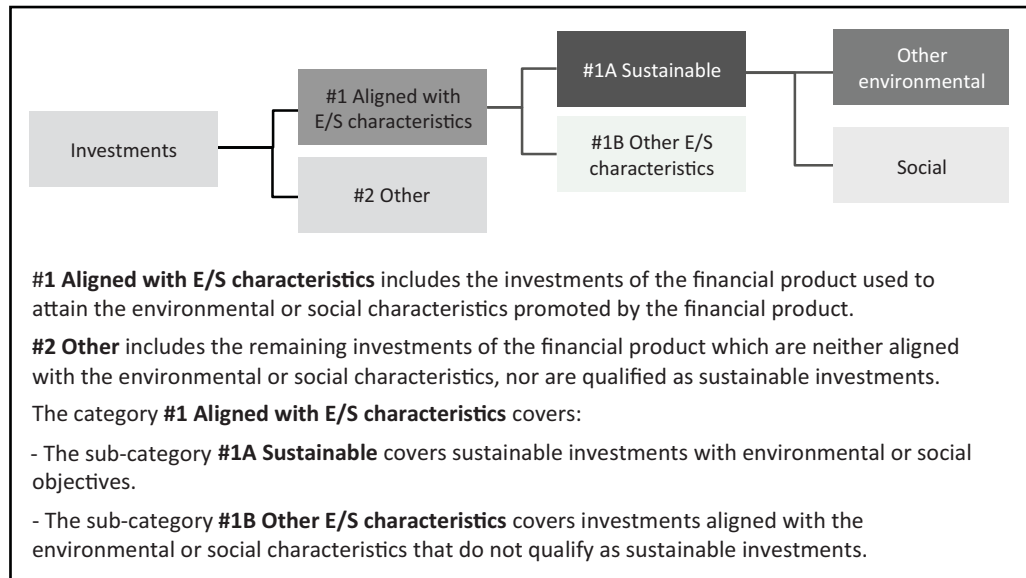 Investments
#1 Aligned with
E/S characteristics
#2 Other
#1A Sustainable
#1B Other E/S
characteristics
Other
environmental
Social
#1 Aligned with E/S characteristics includes the investments of the financial product used to
attain the environmental or social characteristics promoted by the financial product.
#2 Other includes the remaining investments of the financial product which are neither aligned
with the environmental or social characteristics, nor are qualified as sustainable investments.
The category #1 Aligned with E/S characteristics covers:
- The sub-category #1A Sustainable covers sustainable investments with environmental or social
objectives.
- The sub-category #1B Other E/S characteristics covers investments aligned with the
environmental or social characteristics that do not qualify as sustainable investments.